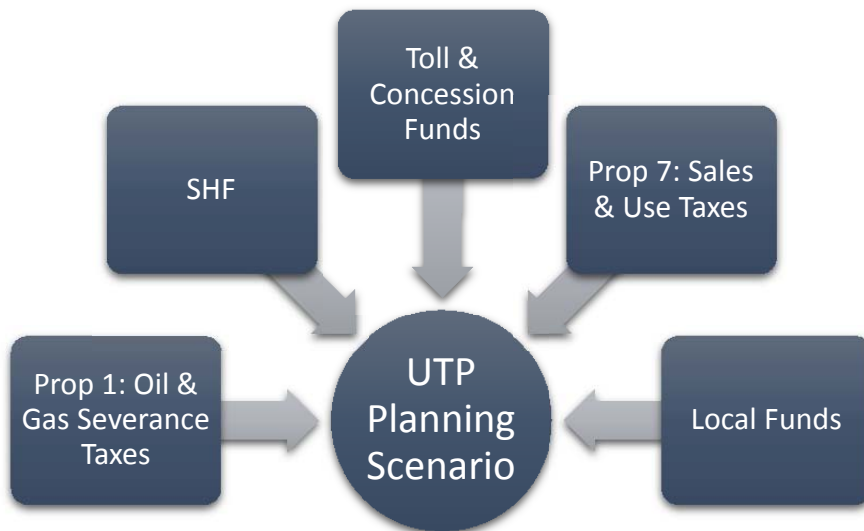 Toll &
Concession
Funds
SHF
Prop 7: Sales
& Use Taxes
Prop 1: Oil &
Gas Severance
Taxes
UTP
Planning
Scenario
Local Funds